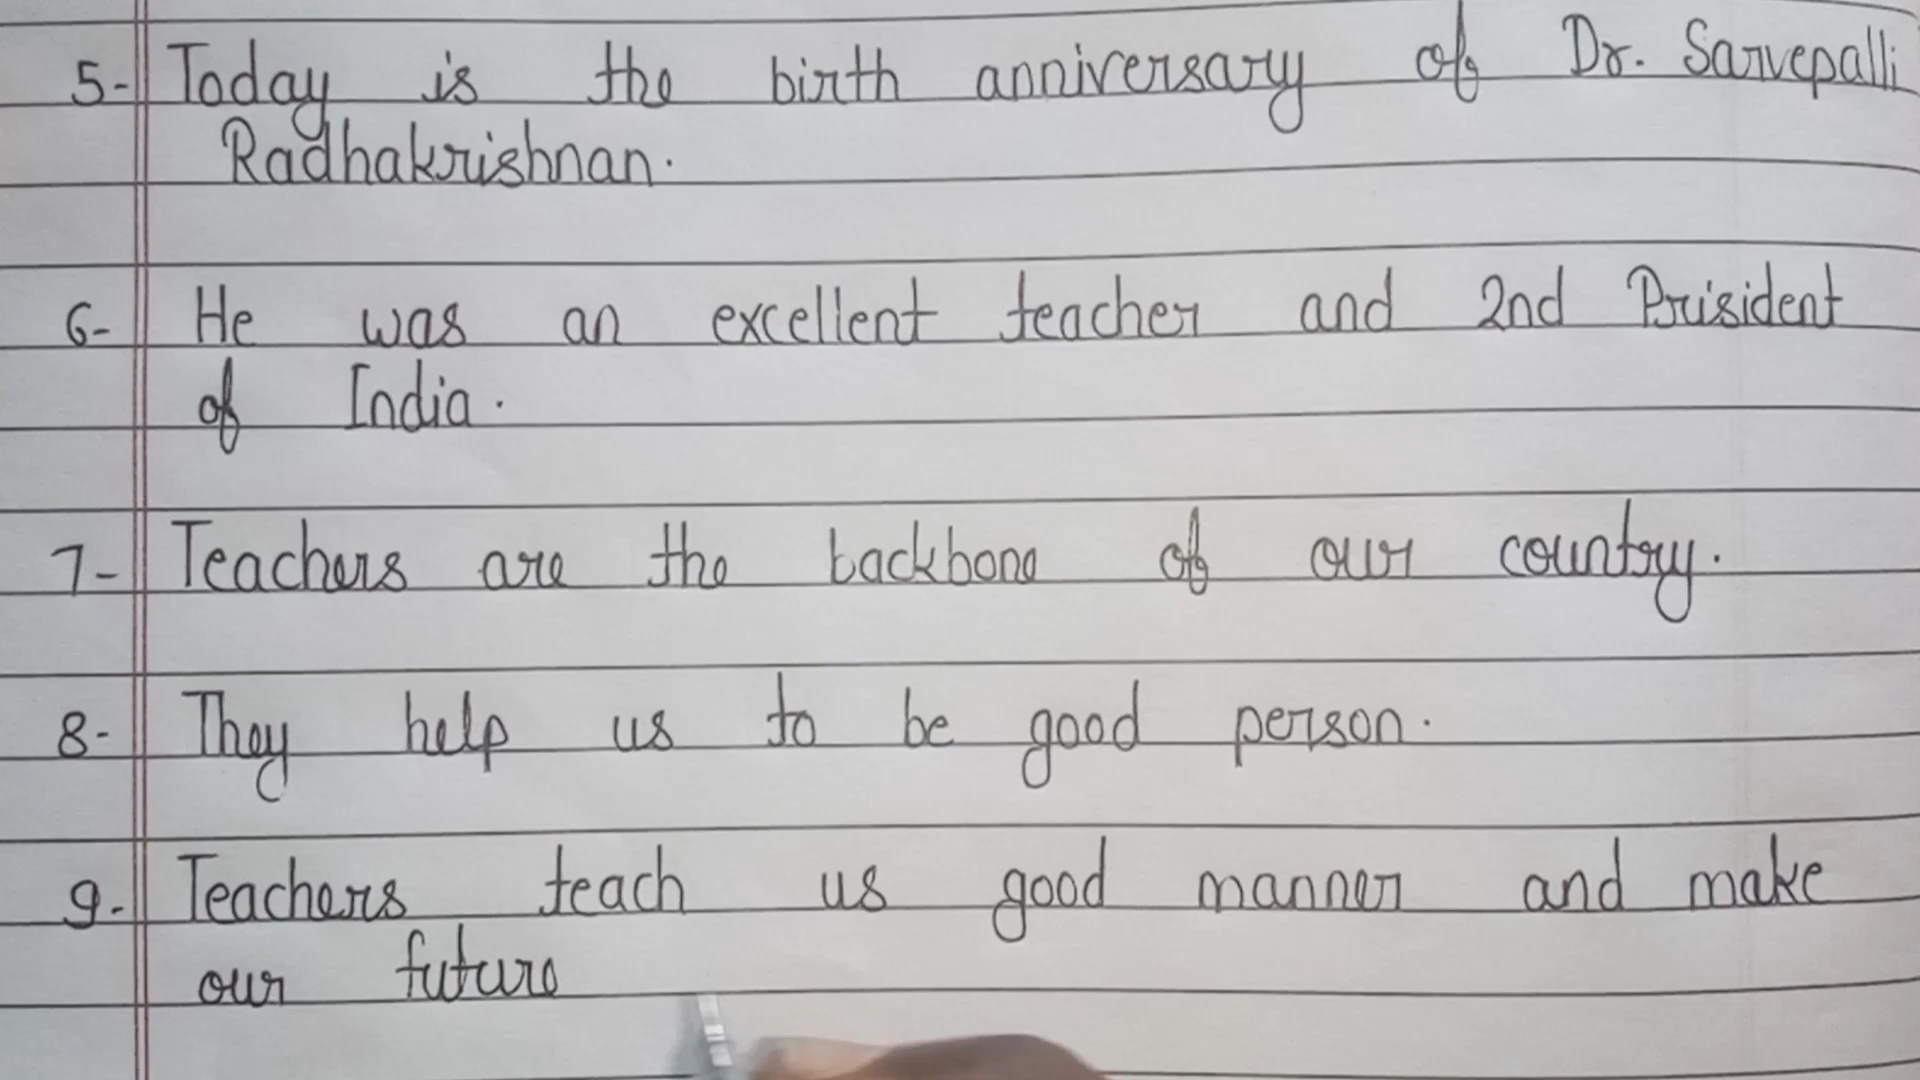 5- Today is the birth anniversary of Dr. Sarvepalli
Radhakrishnan.
6- He was an excellent teacher and 2nd Prisident
of India.
7- Teachers are the backbone of our country.
8- They help us to be good person.
9- Teachers teach us good manner and make
our future